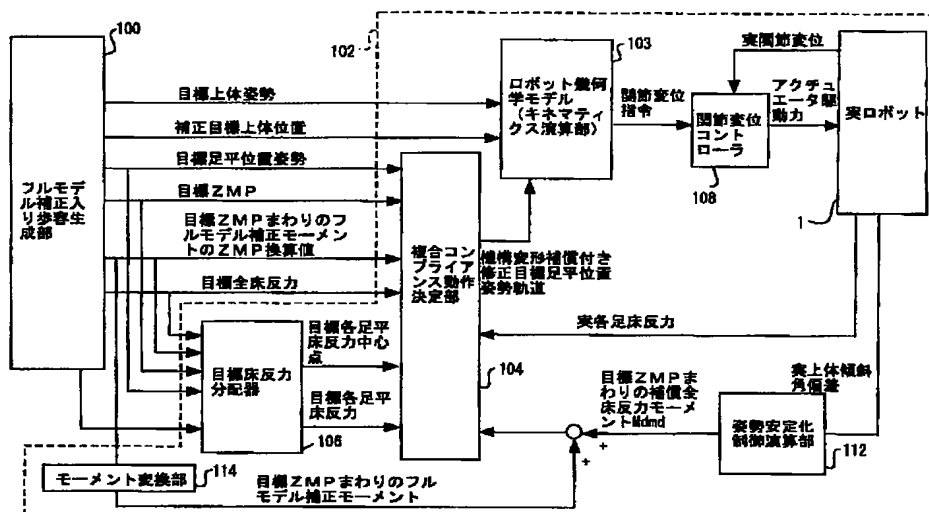 100
102
103
実関節変位
目標上体姿勢
補正目標上体位置
目標足平位置姿勢
目標ZMP
目標ZMPまわりのフ
ルモデル補正モーメン
トのZMP換算値
目標全床反力
フルモデ
ル補正入
り歩容生
成部
ロボット幾何
学モデル
(キネマティ
クス演算部)
関節変位
指令
関節変位
コント
ローラ
108
アクチュ
エータ駆
動力
実ロボット
1
複合コン
プライア
ンス動作
決定部
機構変形補償付き
修正目標足平位置
姿勢軌道
実各足床反力
目標床反力
分配器
106
目標各足平
床反力中心
点
目標各足平
床反力
104
目標ZMPま
わりの補償全
床反力モーメ
ントMdmd
+
+
実上体傾斜
角偏差
姿勢安定化
制御演算部
112
モーメント変換部
114
目標ZMPまわりのフル
モデル補正モーメント